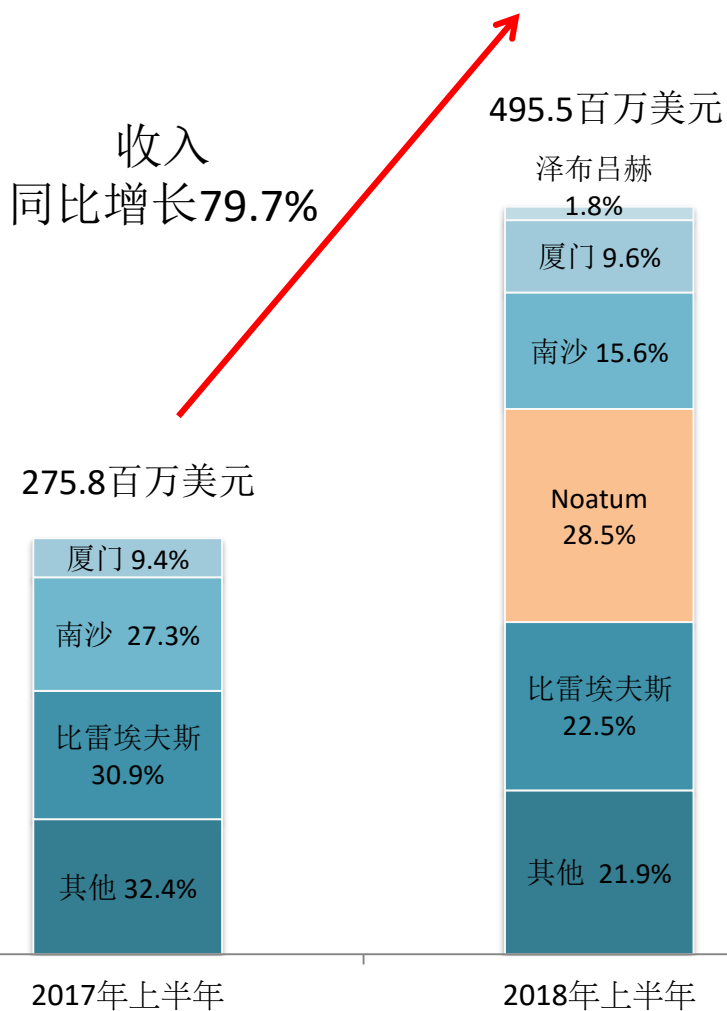 495.5百万美元
收入
同比增长79.7%
泽布吕赫
1.8%
厦门 9.6%
南沙 15.6%
Noatum
28.5%
比雷埃夫斯
22.5%
其他 21.9%
275.8百万美元
厦门 9.4%
南沙 27.3%
比雷埃夫斯
30.9%
其他 32.4%
2017年上半年
2018年上半年